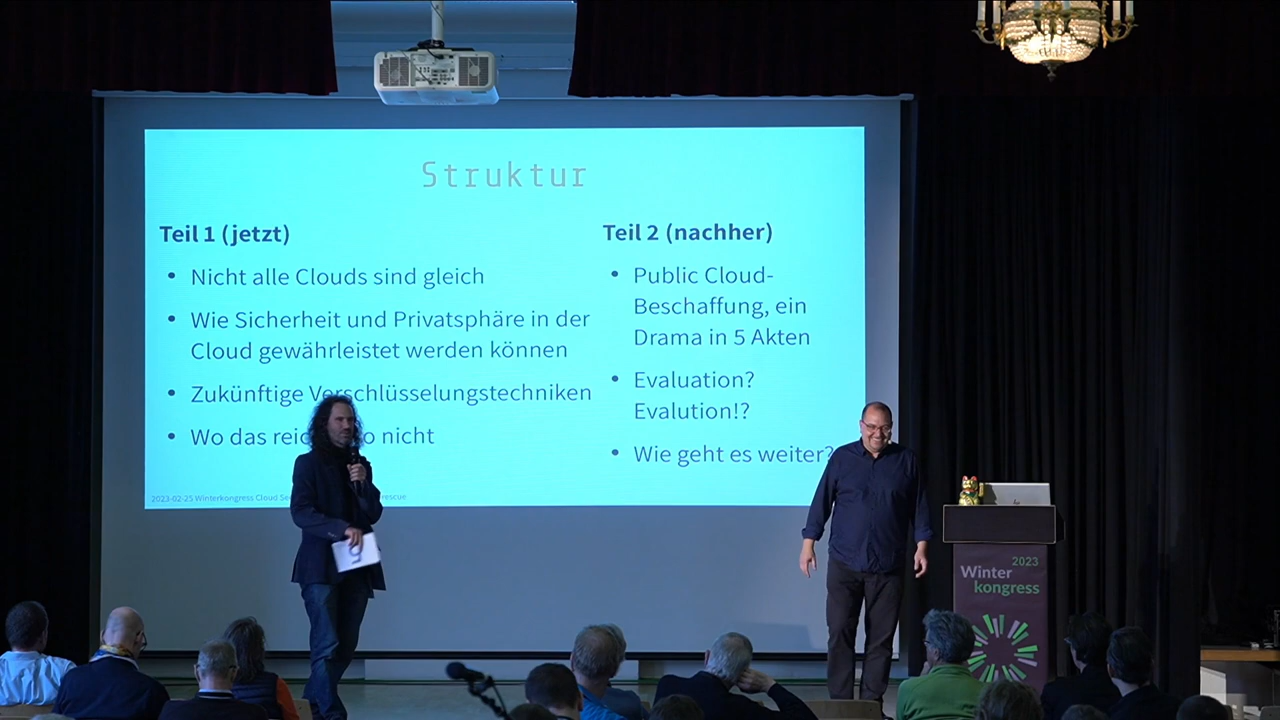 Struktur
Teil 1 (jetzt)
• Nicht alle Clouds sind gleich
• Wie Sicherheit und Privatsphäre in der
Cloud gewährleistet werden können
• Zukünftige Verschlüsselungstechniken
• Wo das nicht
Teil 2 (nachher)
• Public Cloud-
Beschaffung, ein
Drama in 5 Akten
• Evaluation?
Evalution!?
• Wie geht es weiter?
2023-02-25 Winterkongress Cloud rescue
2023
Winter
kongress